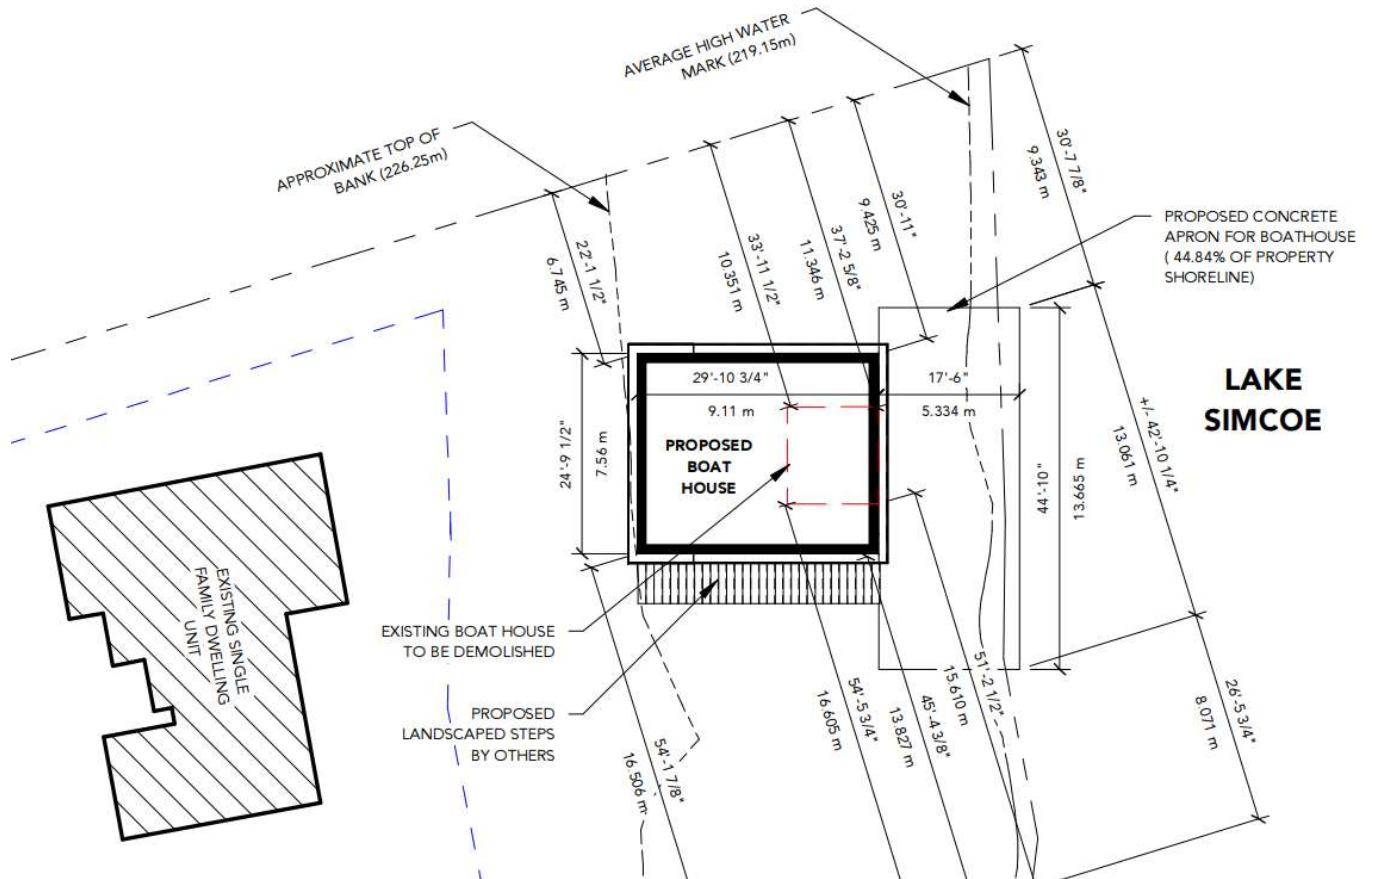 AVERAGE HIGH WATER
MARK (219.15m)
APPROXIMATE TOP OF
BANK (226.25m)
30'-7 7/8"
9.343 m
30'-11"
9.425 m
37'-2 5/8"
11.346 m
33'-11 1/2"
10.351 m
22'-1 1/2"
6.745 m
PROPOSED CONCRETE
APRON FOR BOATHOUSE
( 44.84% OF PROPERTY
SHORELINE)
LAKE
SIMCOE
29'-10 3/4"
9.11 m
17'-6"
5.334 m
24'-9 1/2"
7.56 m
PROPOSED
BOAT
HOUSE
44'-10"
13.665 m
+/- 42'-10 1/4"
13.061 m
EXISTING SINGLE
FAMILY DWELLING
UNIT
EXISTING BOAT HOUSE
TO BE DEMOLISHED
PROPOSED
LANDSCAPED STEPS
BY OTHERS
54'-1 7/8"
16.506 m
54'-5 3/4"
16.605 m
45'-4 3/8"
13.827 m
51'-2 1/2"
15.610 m
26'-5 3/4"
8.071 m